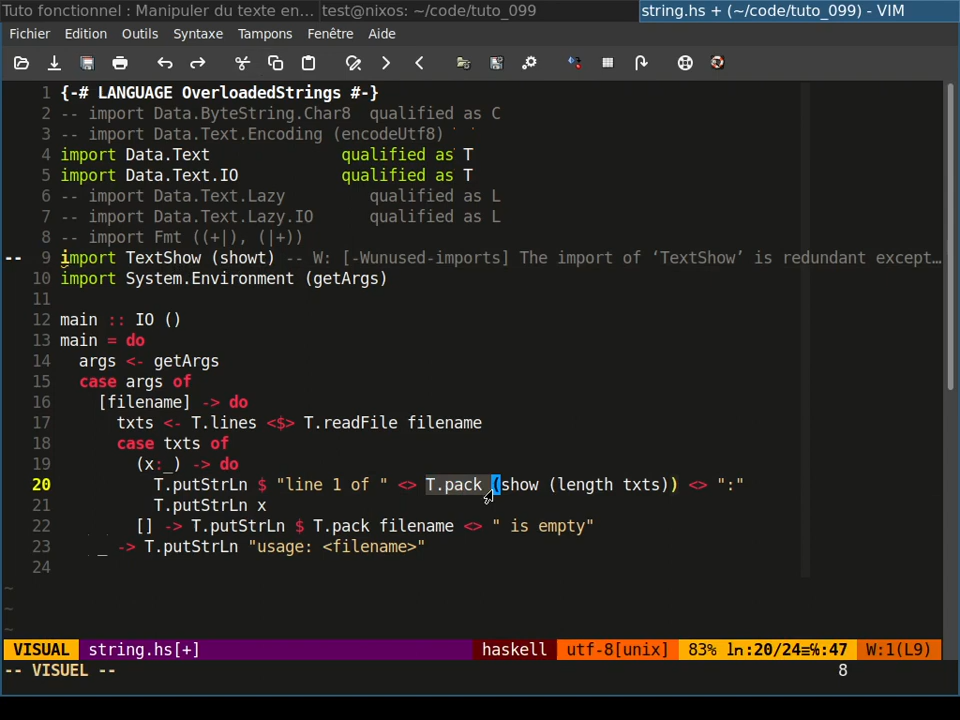 Tuto fonctionnel : Manipuler du texte en… test@nixos: ~/code/tuto_099 string.hs + (~/code/tuto_099) - VIM
Fichier Edition Outils Syntaxe Tampons Fenêtre Aide
1 {-# LANGUAGE OverloadedStrings #-}
2 -- import Data.ByteString.Char8 qualified as C
3 -- import Data.Text.Encoding (encodeUtf8)
4 import Data.Text qualified as T
5 import Data.Text.IO qualified as T
6 -- import Data.Text.Lazy qualified as L
7 -- import Data.Text.Lazy.IO qualified as L
8 -- import Fmt ((+|), (|+))
-- 9 import TextShow (showt) -- W: [-Wunused-imports] The import of ‘TextShow’ is redundant except…
10 import System.Environment (getArgs)
11
12 main :: IO ()
13 main = do
14 args <- getArgs
15 case args of
16 [filename] -> do
17 txts <- T.lines <$> T.readFile filename
18 case txts of
19 (x:_) -> do
20 T.putStrLn $ "line 1 of " <> T.pack (show (length txts)) <> ":"
21 T.putStrLn x
22 [] -> T.putStrLn $ T.pack filename <> " is empty"
23 _ -> T.putStrLn "usage: <filename>"
24
~
~
~
VISUAL string.hs[+] haskell utf-8[unix] 83% ln:20/24≡℅:47 W:1(L9)
-- VISUEL -- 8